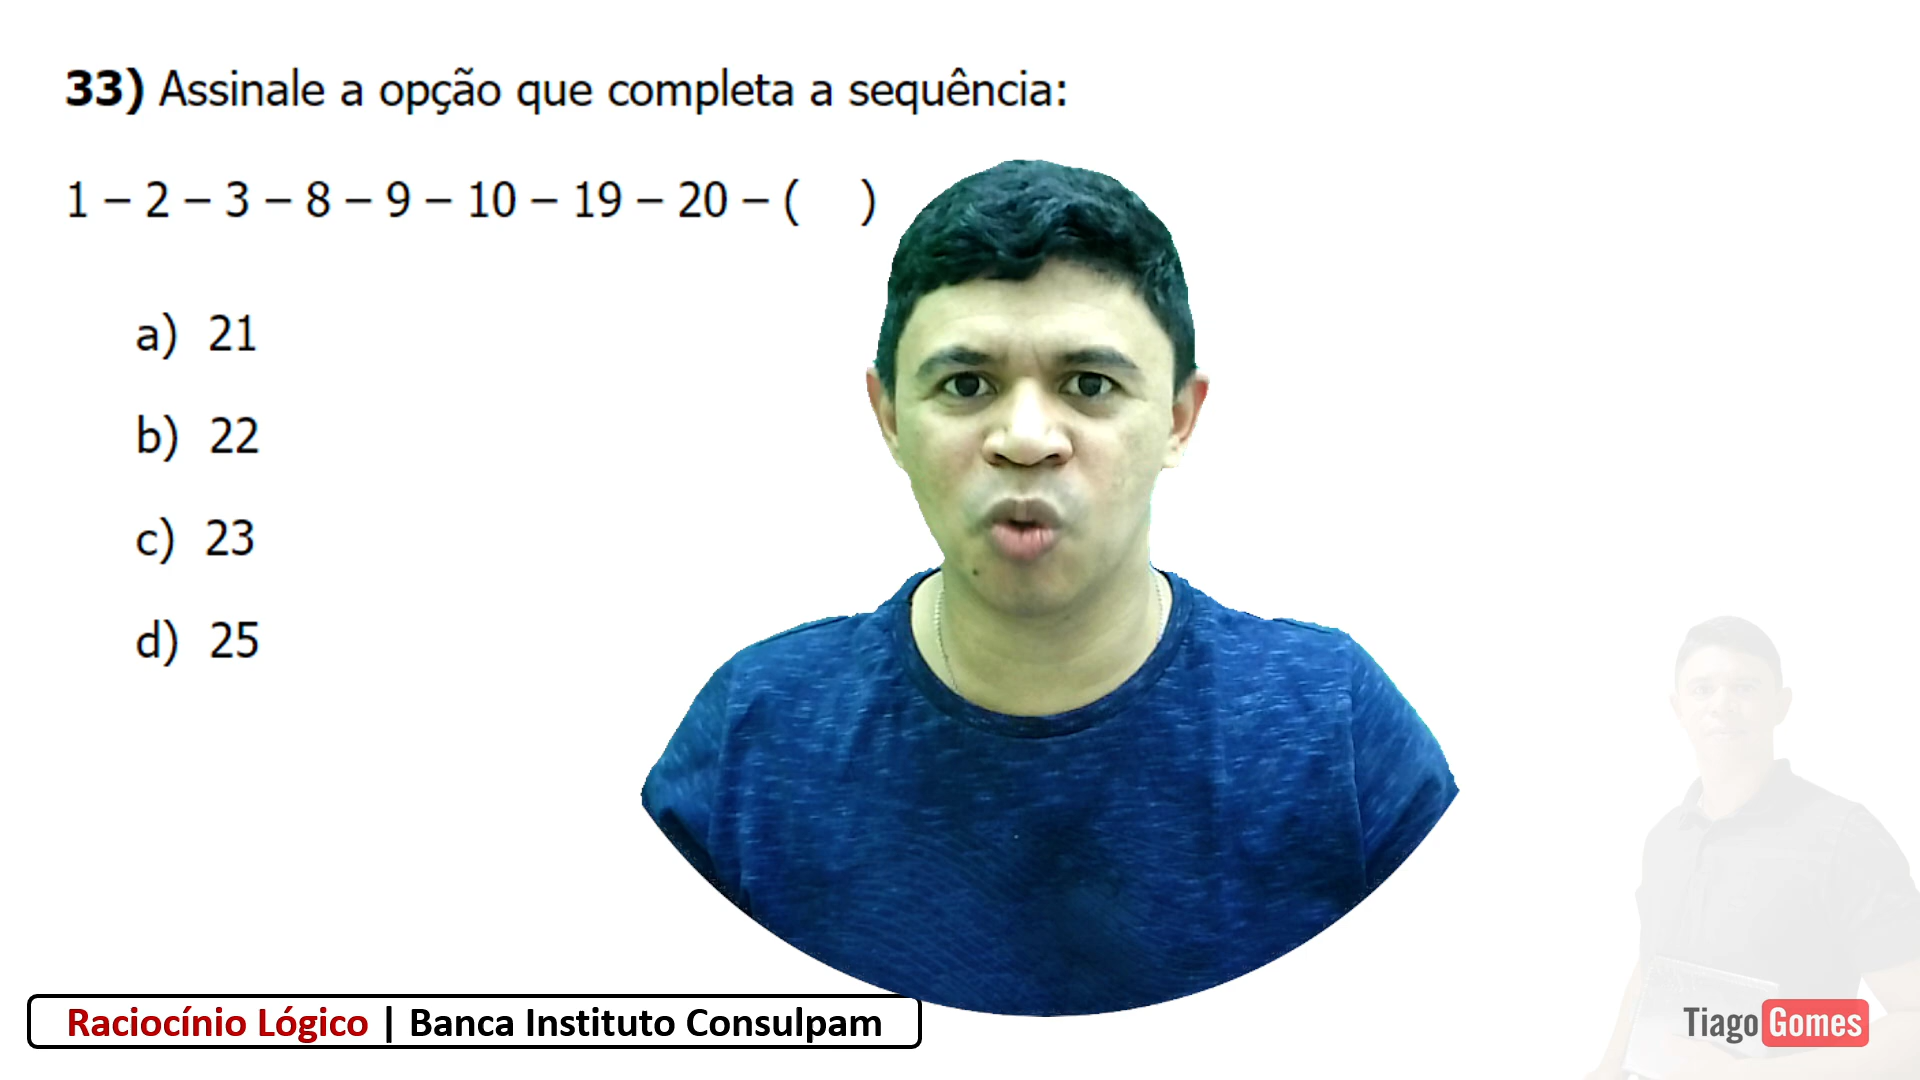 33) Assinale a opção que completa a sequência:
1 – 2 – 3 – 8 – 9 – 10 – 19 – 20 – ( )
a) 21
b) 22
c) 23
d) 25
Raciocínio Lógico | Banca Instituto Consulpam
Tiago Gomes